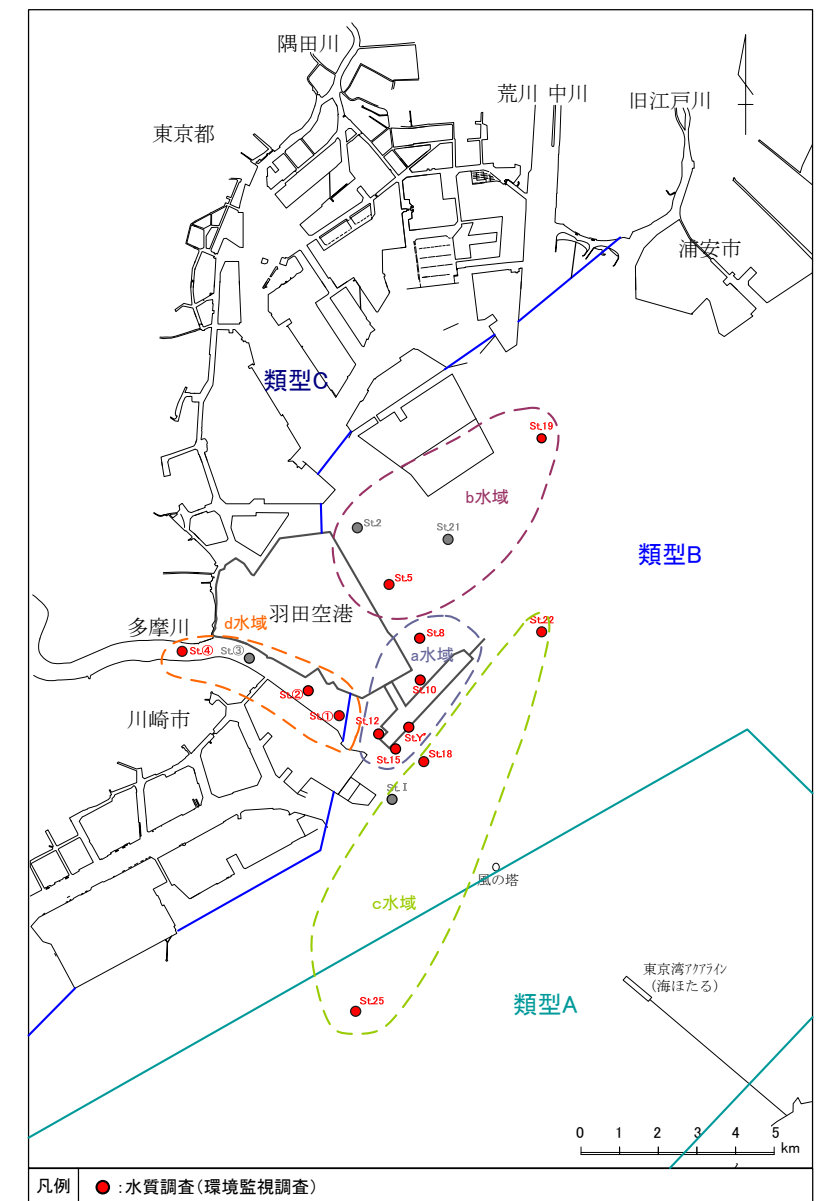 隅田川
荒川 中川
旧江戸川
東京都
浦安市
類型C
St.19
b水域
St.2
St.21
類型B
St.5
羽田空港
多摩川
d水域
St.8
St.22
a水域
St.④
St.③
St.10
St.②
川崎市
St.①
St.12
St.Y'
St.15
St.18
St.I
風の塔
c水域
東京湾アクアライン
(海ほたる)
St.25
類型A
0 1 2 3 4 5
km
凡例 ●:水質調査(環境監視調査)